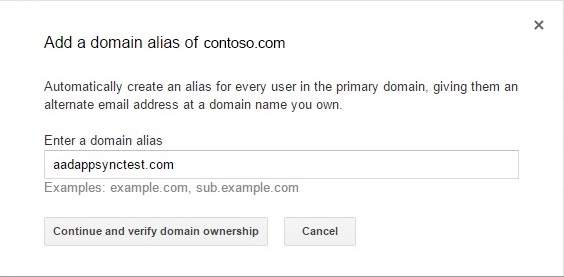 Add a domain alias of contoso.com
Automatically create an alias for every user in the primary domain, giving them an
alternate email address at a domain name you own.
Enter a domain alias
aadappsynctest.com
Examples: example.com, sub.example.com
Continue and verify domain ownership
Cancel